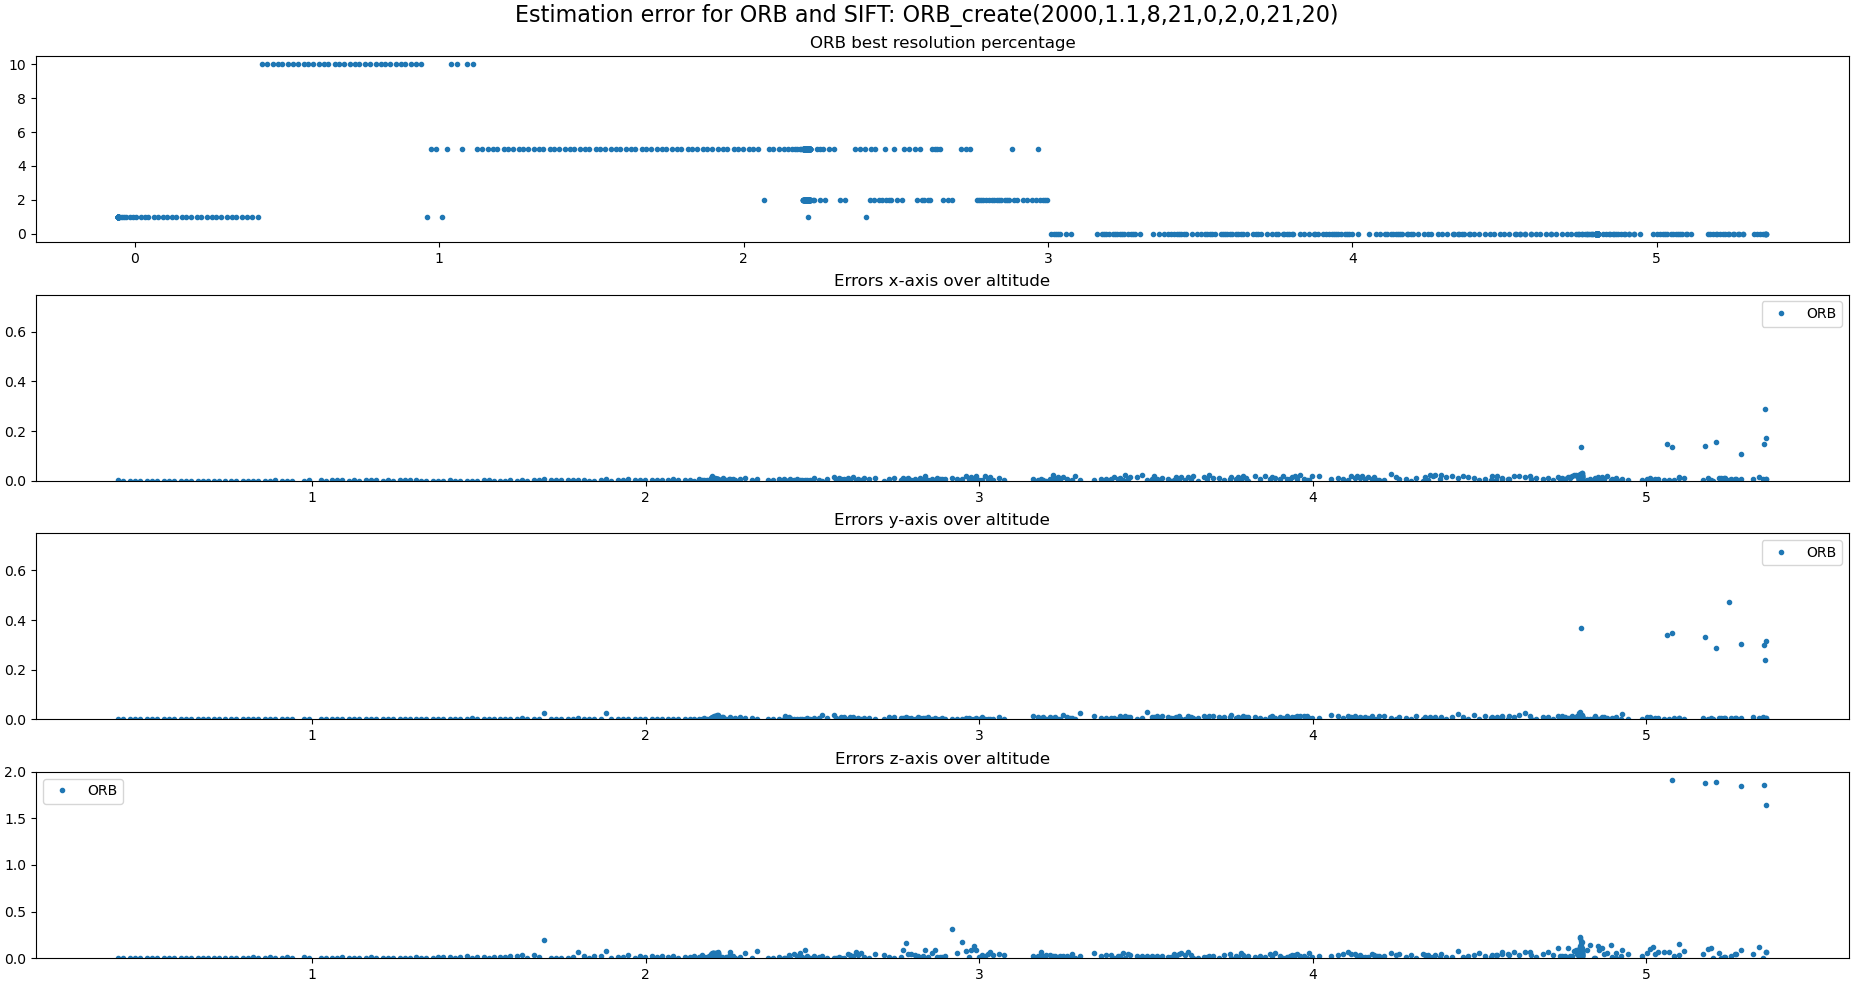 Estimation error for ORB and SIFT: ORB_create(2000,1.1,8,21,0,2,0,21,20)
ORB best resolution percentage
10
8
6
4
2
0
0 1 2 3 4 5
Errors x-axis over altitude
ORB
0.6
0.4
0.2
0.0
1 2 3 4 5
Errors y-axis over altitude
ORB
0.6
0.4
0.2
0.0
1 2 3 4 5
Errors z-axis over altitude
2.0
ORB
1.5
1.0
0.5
0.0
1 2 3 4 5